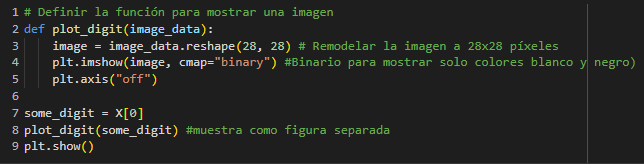 1 # Definir la función para mostrar una imagen
2 def plot_digit(image_data):
3     image = image_data.reshape(28, 28) # Remodelar la imagen a 28x28 píxeles
4     plt.imshow(image, cmap="binary") #Binario para mostrar solo colores blanco y negro)
5     plt.axis("off")
6
7 some_digit = X[0]
8 plot_digit(some_digit) #muestra como figura separada
9 plt.show()